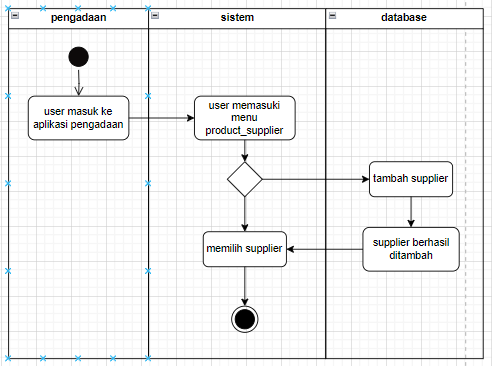 pengadaan
sistem
database
user masuk ke
aplikasi pengadaan
user memasuki
menu
product_supplier
tambah supplier
memilih supplier
supplier berhasil
ditambah